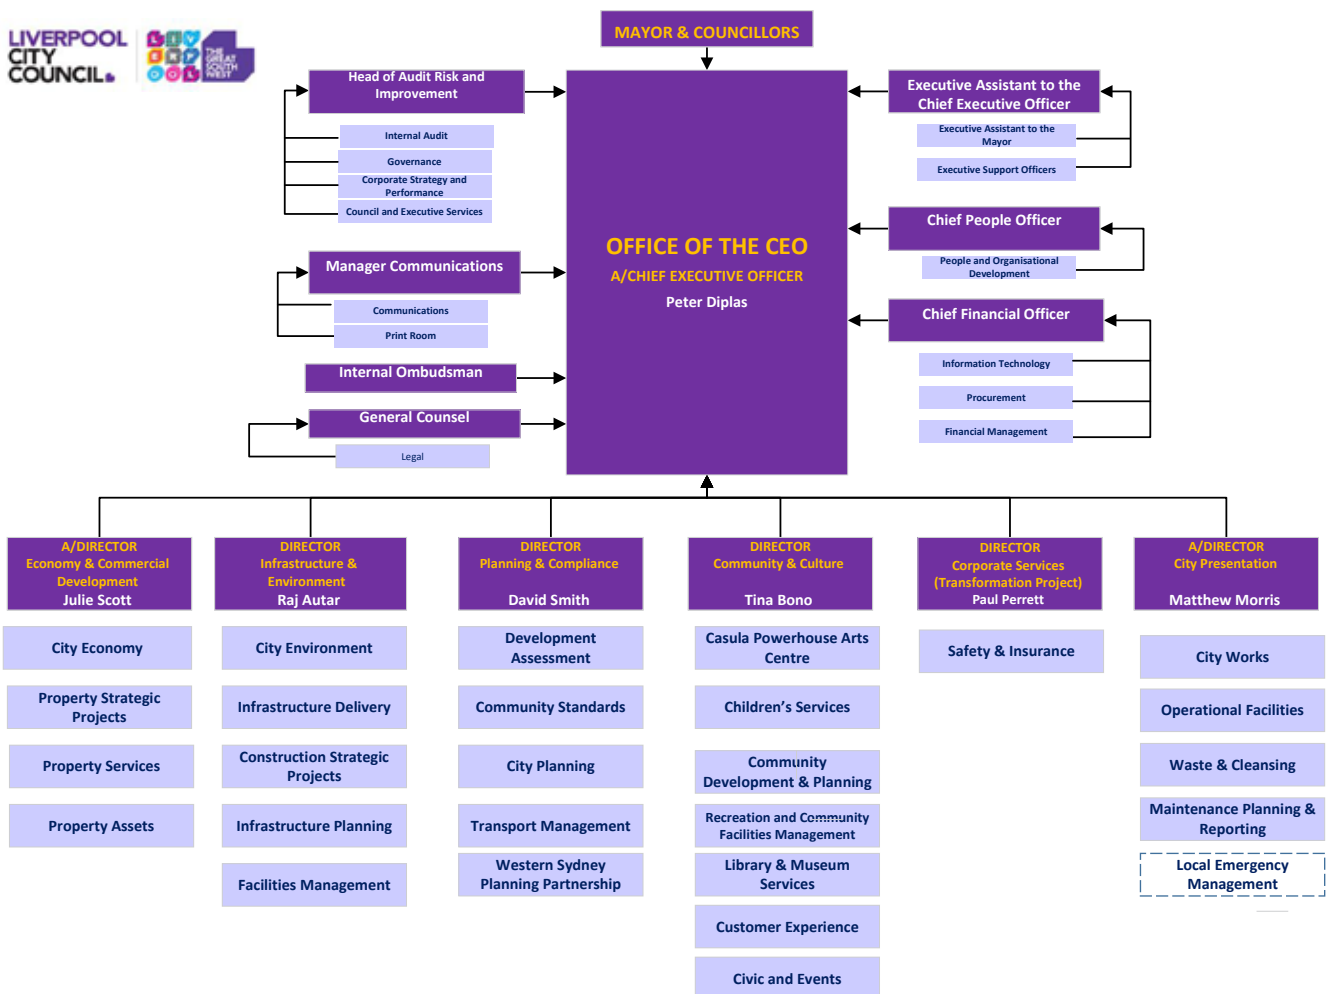 LIVERPOOL
CITY
COUNCIL
LIV
ERP
OOL
THE
GREAT
SOUTH
WEST
MAYOR & COUNCILLORS
Head of Audit Risk and
Improvement
Internal Audit
Governance
Corporate Strategy and
Performance
Council and Executive Services
Manager Communications
Communications
Print Room
Internal Ombudsman
General Counsel
Legal
OFFICE OF THE CEO
A/CHIEF EXECUTIVE OFFICER
Peter Diplas
Executive Assistant to the
Chief Executive Officer
Executive Assistant to the
Mayor
Executive Support Officers
Chief People Officer
People and Organisational
Development
Chief Financial Officer
Information Technology
Procurement
Financial Management
A/DIRECTOR
Economy & Commercial
Development
Julie Scott
City Economy
Property Strategic
Projects
Property Services
Property Assets
DIRECTOR
Infrastructure &
Environment
Raj Autar
City Environment
Infrastructure Delivery
Construction Strategic
Projects
Infrastructure Planning
Facilities Management
DIRECTOR
Planning & Compliance
David Smith
Development
Assessment
Community Standards
City Planning
Transport Management
Western Sydney
Planning Partnership
DIRECTOR
Community & Culture
Tina Bono
Casula Powerhouse Arts
Centre
Children's Services
Community
Development & Planning
Recreation and Community
Facilities Management
Library & Museum
Services
Customer Experience
Civic and Events
DIRECTOR
Corporate Services
(Transformation Project)
Paul Perrett
Safety & Insurance
A/DIRECTOR
City Presentation
Matthew Morris
City Works
Operational Facilities
Waste & Cleansing
Maintenance Planning &
Reporting
Local Emergency
Management